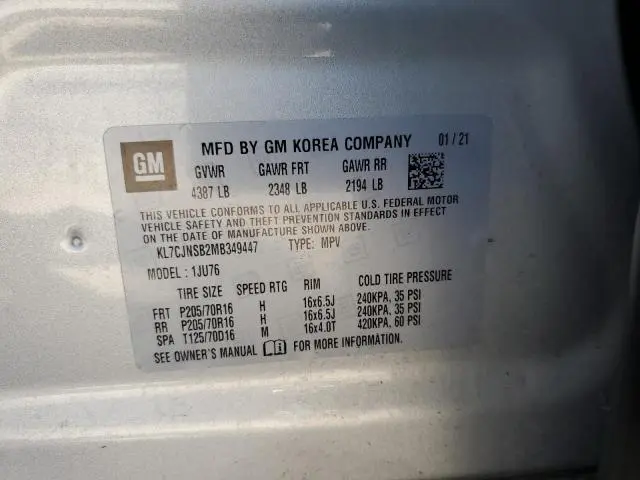 GM
MFD BY GM KOREA COMPANY 01/21
GVWR GAWR FRT GAWR RR
4387 LB 2348 LB 2194 LB
THIS VEHICLE CONFORMS TO ALL APPLICABLE U.S. FEDERAL MOTOR
VEHICLE SAFETY AND THEFT PREVENTION STANDARDS IN EFFECT
ON THE DATE OF MANUFACTURE SHOWN ABOVE.
KL7CJNSB2MB349447 TYPE: MPV
MODEL: 1JU76
TIRE SIZE SPEED RTG RIM COLD TIRE PRESSURE
FRT P205/70R16 H 16x6.5J 240KPA, 35 PSI
RR P205/70R16 H 16x6.5J 240KPA, 35 PSI
SPA T125/70D16 M 16x4.0T 420KPA, 60 PSI
SEE OWNER'S MANUAL FOR MORE INFORMATION.